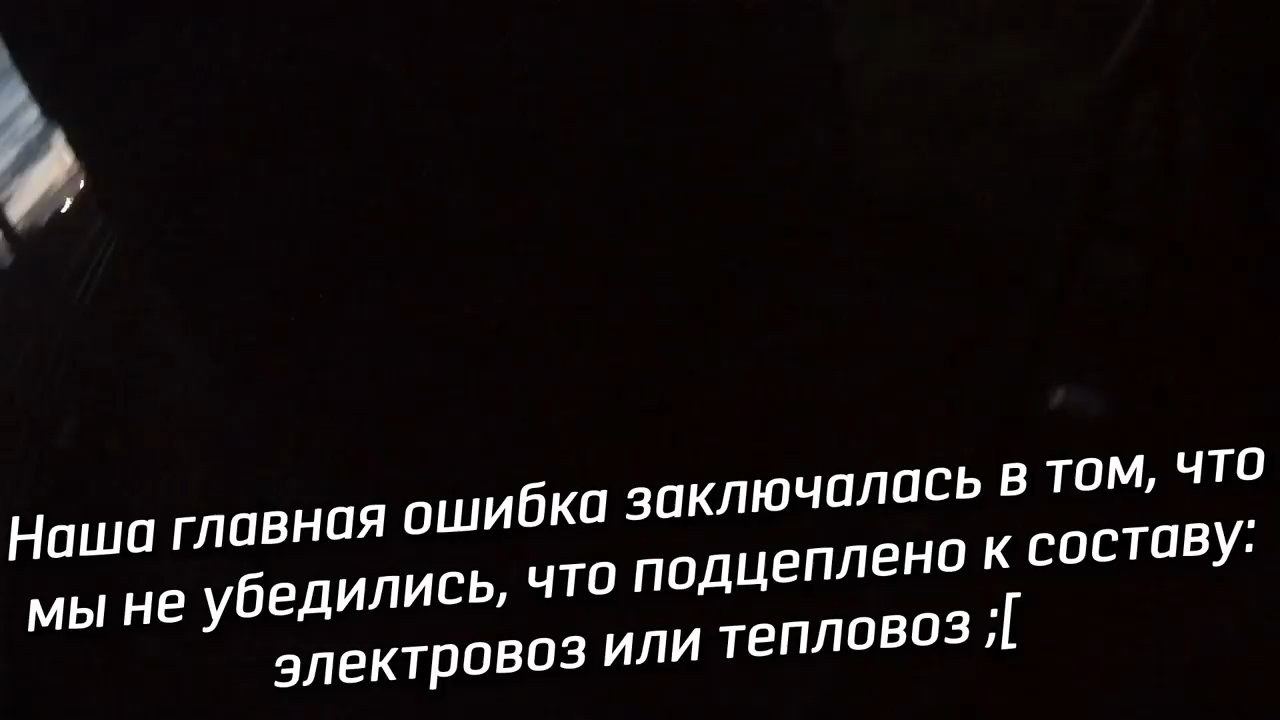 Наша главная ошибка заключалась в том, что
мы не убедились, что подцеплено к составу:
электровоз или тепловоз ;[